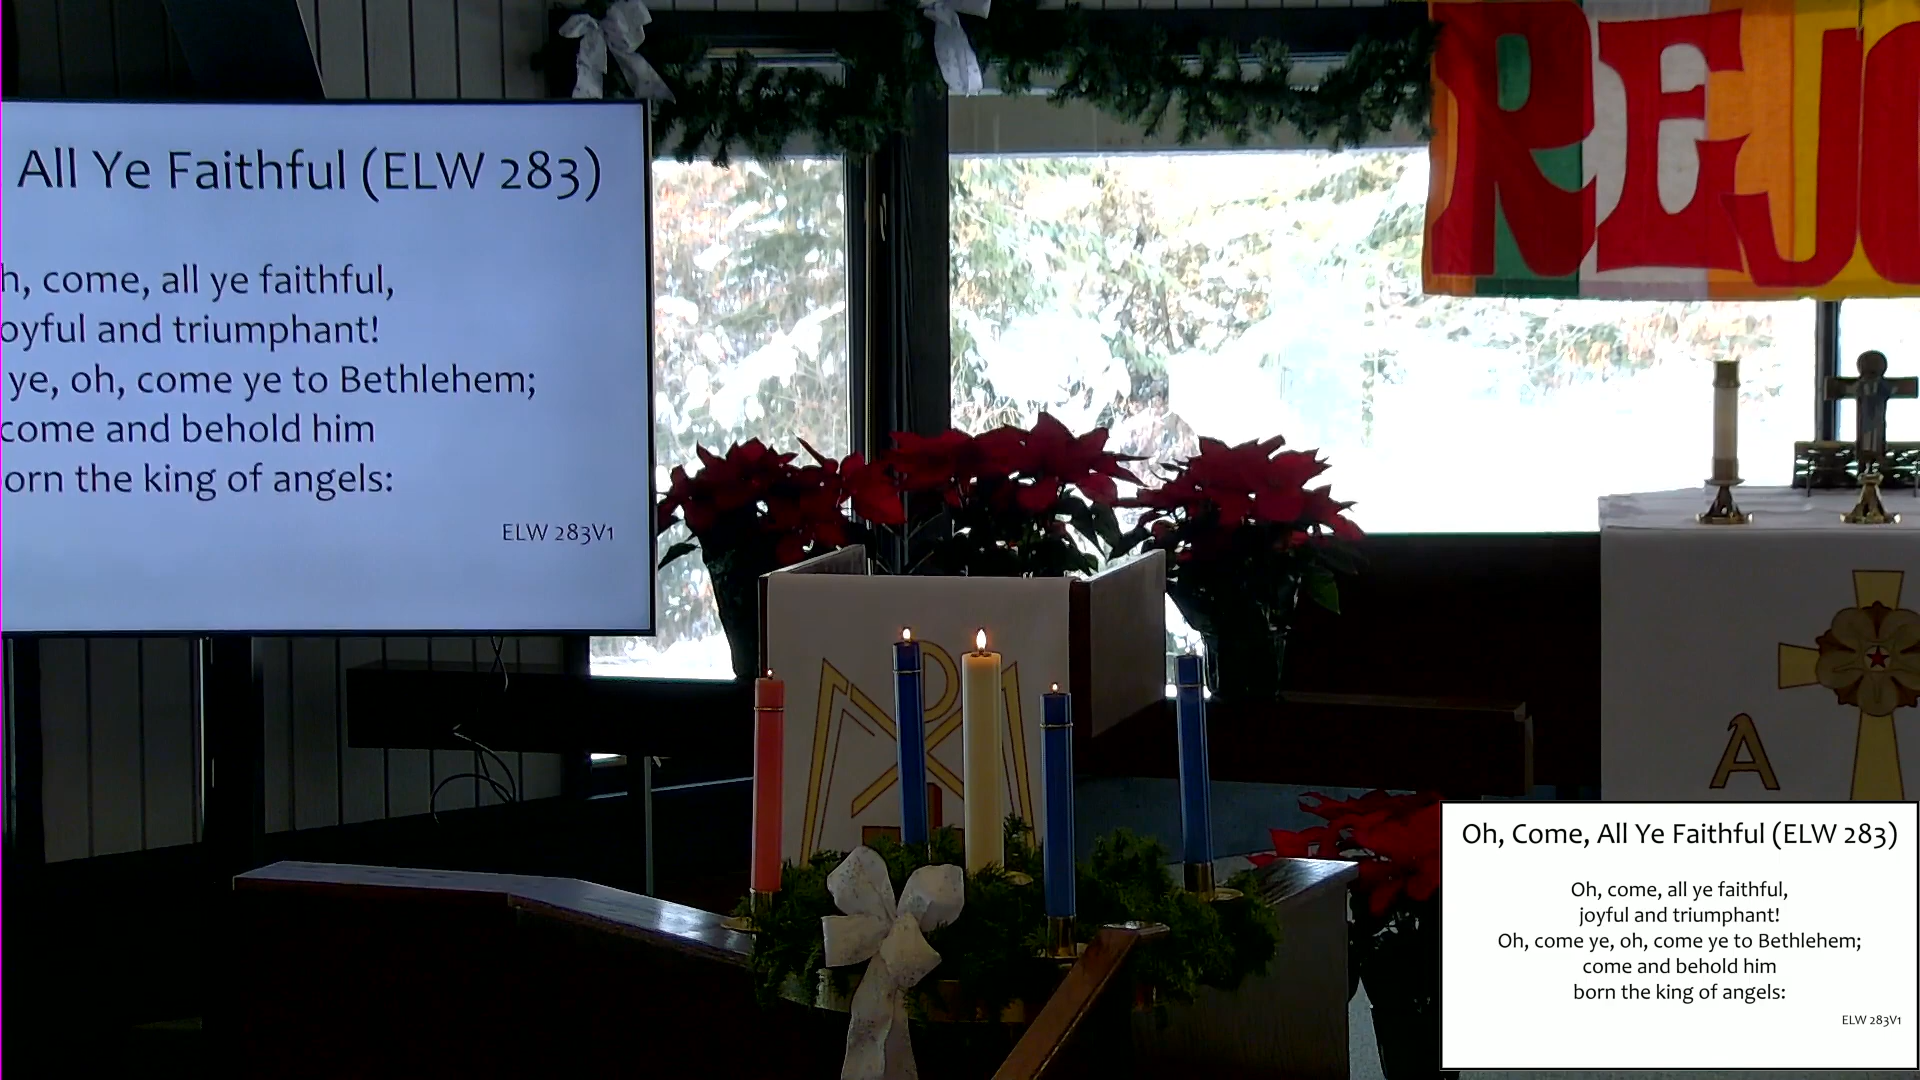 All Ye Faithful (ELW 283)
h, come, all ye faithful,
oyful and triumphant!
ye, oh, come ye to Bethlehem;
come and behold him
orn the king of angels:
ELW 283V1
REJO
A
Oh, Come, All Ye Faithful (ELW 283)
Oh, come, all ye faithful,
joyful and triumphant!
Oh, come ye, oh, come ye to Bethlehem;
come and behold him
born the king of angels:
ELW 283V1